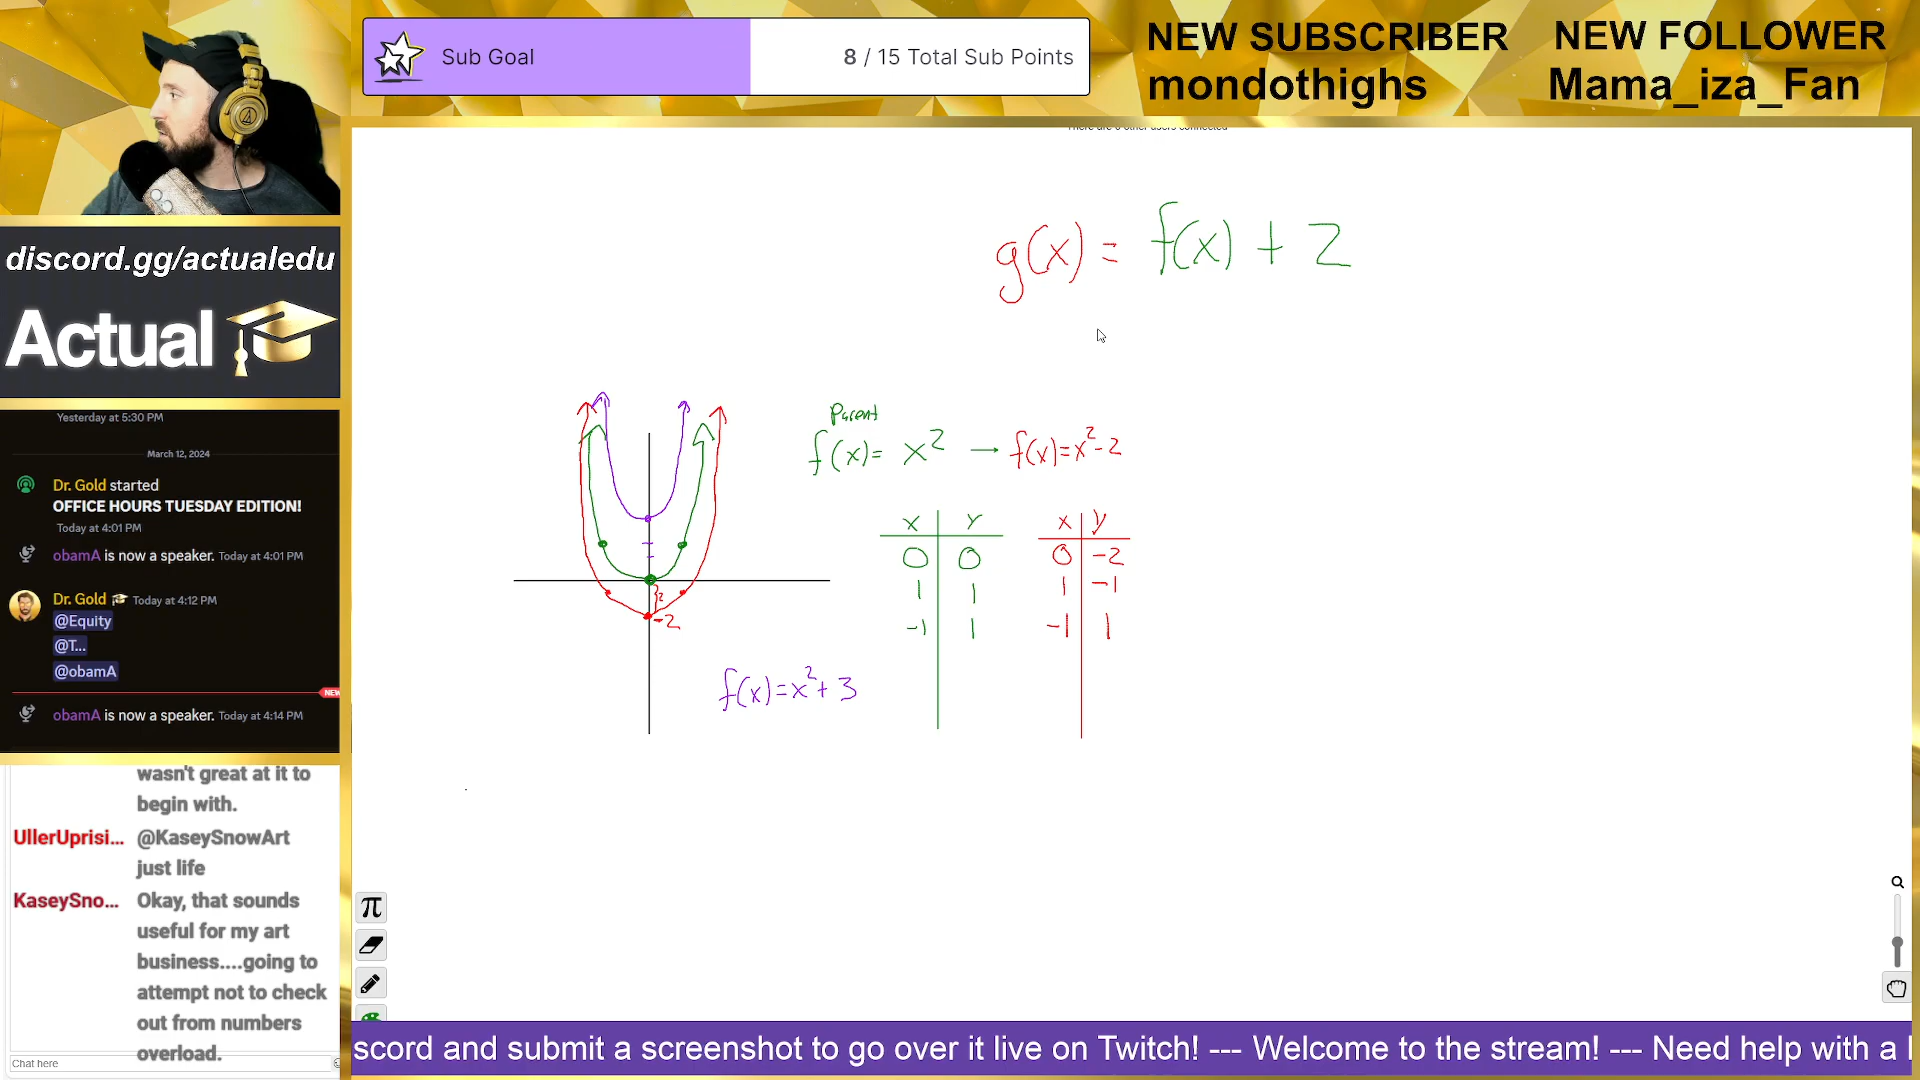 Sub Goal
8 / 15 Total Sub Points
NEW SUBSCRIBER
mondothighs
NEW FOLLOWER
Mama_iza_Fan
discord.gg/actualedu
Actual
Yesterday at 5:30 PM
March 12, 2024
Dr. Gold started
OFFICE HOURS TUESDAY EDITION!
Today at 4:01 PM
obamA is now a speaker. Today at 4:01 PM
Dr. Gold Today at 4:12 PM
@Equity
@T...
@obamA
NEW
obamA is now a speaker. Today at 4:14 PM
wasn't great at it to
begin with.
UllerUprisi... @KaseySnowArt
just life
KaseySno... Okay, that sounds
useful for my art
business....going to
attempt not to check
out from numbers
overload.
Chat here
g(x) = f(x) + 2
Parent
f(x) = x² → f(x)=x²-2
x y
0 0
1 1
-1 1
x y
0 -2
1 -1
-1 1
2
-2
f(x)=x²+3
π
scord and submit a screenshot to go over it live on Twitch! --- Welcome to the stream! --- Need help with a